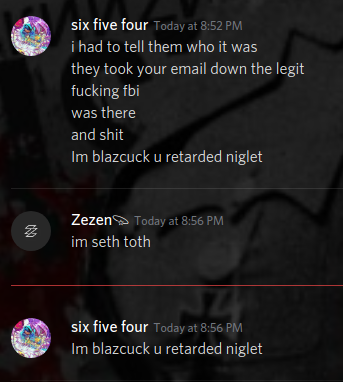 six five four Today at 8:52 PM
i had to tell them who it was
they took your email down the legit
fucking fbi
was there
and shit
Im blazcuck u retarded niglet
Zezen Today at 8:56 PM
im seth toth
six five four Today at 8:56 PM
Im blazcuck u retarded niglet